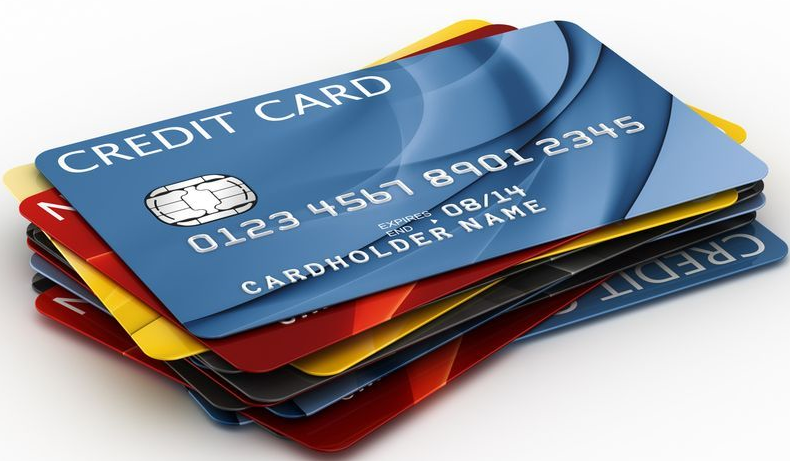 CREDIT CARD
0123 4567 8901 2345
EXPIRES
END
08/14
CARDHOLDER NAME
N
CREDIT C
N